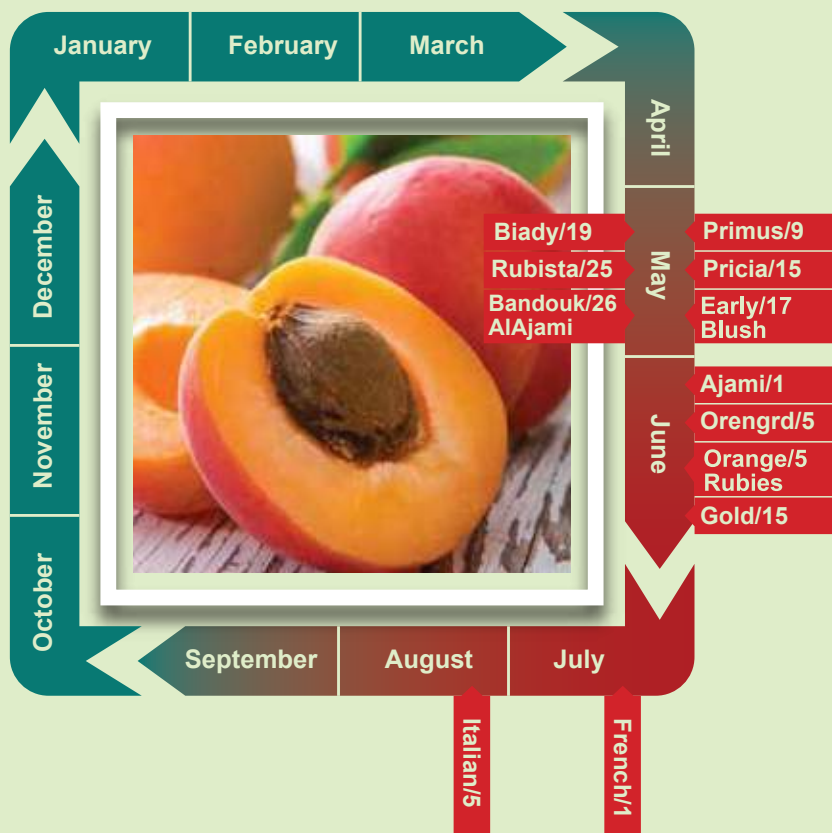 January
February
March
April
May
June
July
August
September
October
November
December
Biady/19
Rubista/25
Bandouk/26
AlAjami
Primus/9
Pricia/15
Early/17
Blush
Ajami/1
Orengrd/5
Orange/5
Rubies
Gold/15
French/1
Italian/5